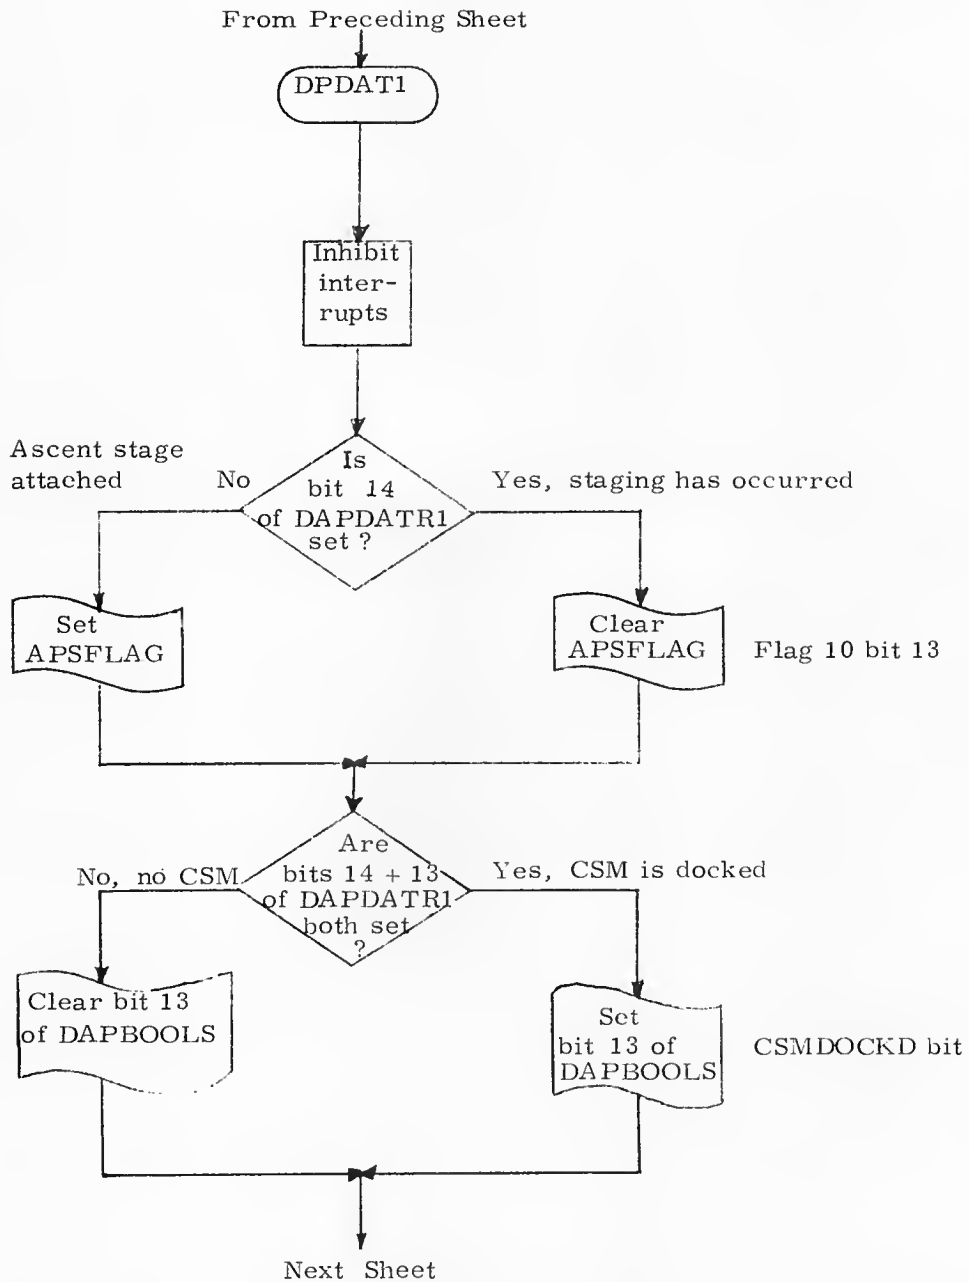 From Preceding Sheet
DPDAT1
Inhibit
inter-
rupts
Ascent stage
attached
No
Is
bit 14
of DAPDATR1
set ?
Yes, staging has occurred
Set
APSFLAG
Clear
APSFLAG
Flag 10 bit 13
No, no CSM
Are
bits 14 + 13
of DAPDATR1
both set
?
Yes, CSM is docked
Clear bit 13
of DAPBOOLS
Set
bit 13 of
DAPBOOLS
CSMDOCKD bit
Next Sheet